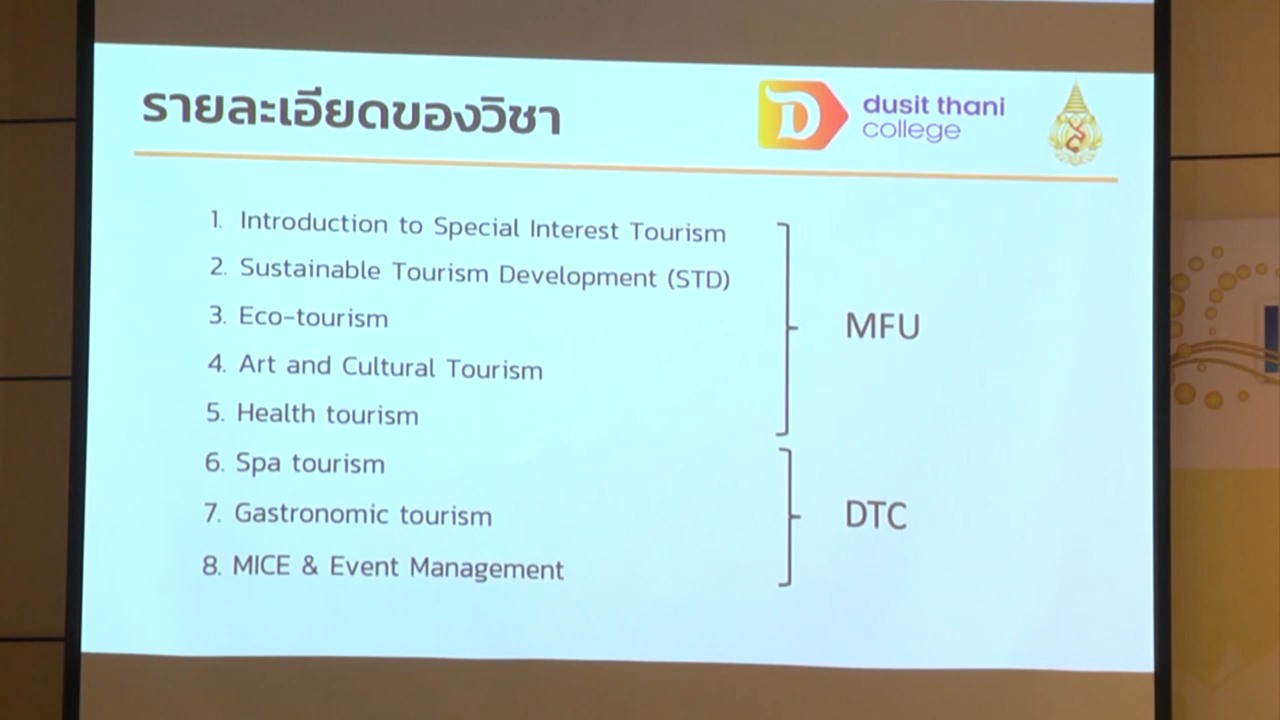 รายละเอียดของวิชา
dusit thani
college
1. Introduction to Special Interest Tourism
2. Sustainable Tourism Development (STD)
3. Eco-tourism
4. Art and Cultural Tourism
5. Health tourism
MFU
6. Spa tourism
7. Gastronomic tourism
8. MICE & Event Management
DTC